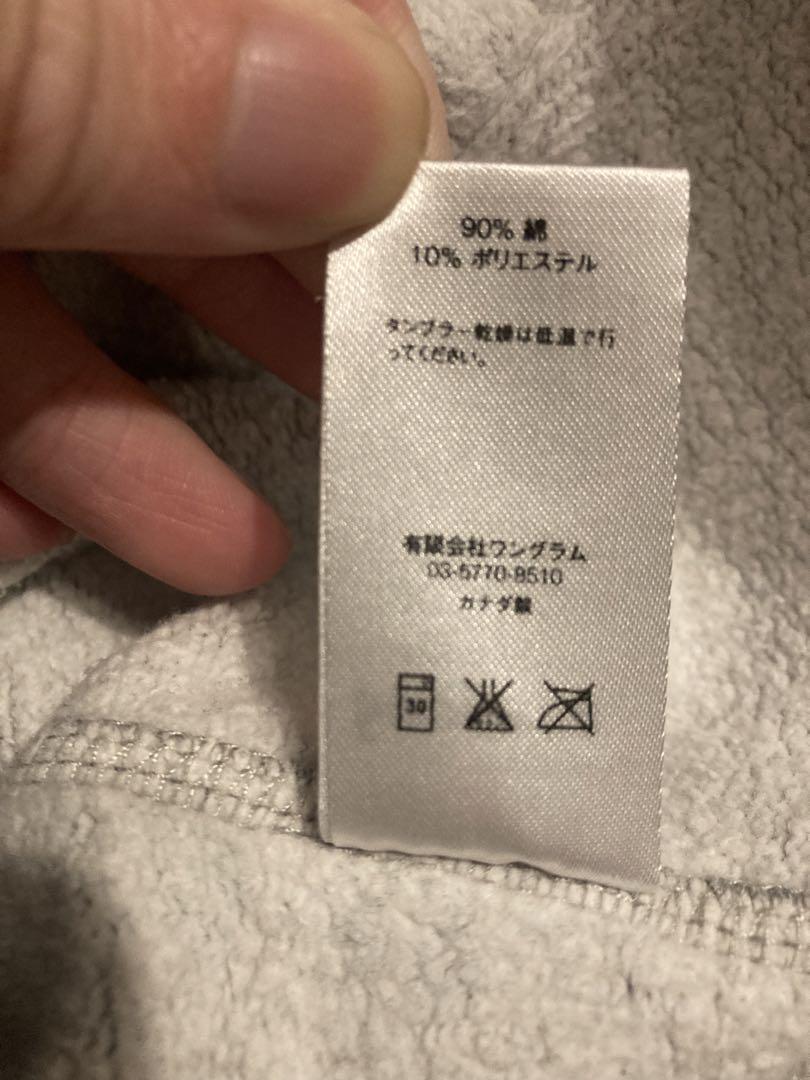 90% 綿
10% ポリエステル
タンブラー乾燥は低温で行
ってください。
有限会社ワングラム
03-5770-8510
カナダ製
30